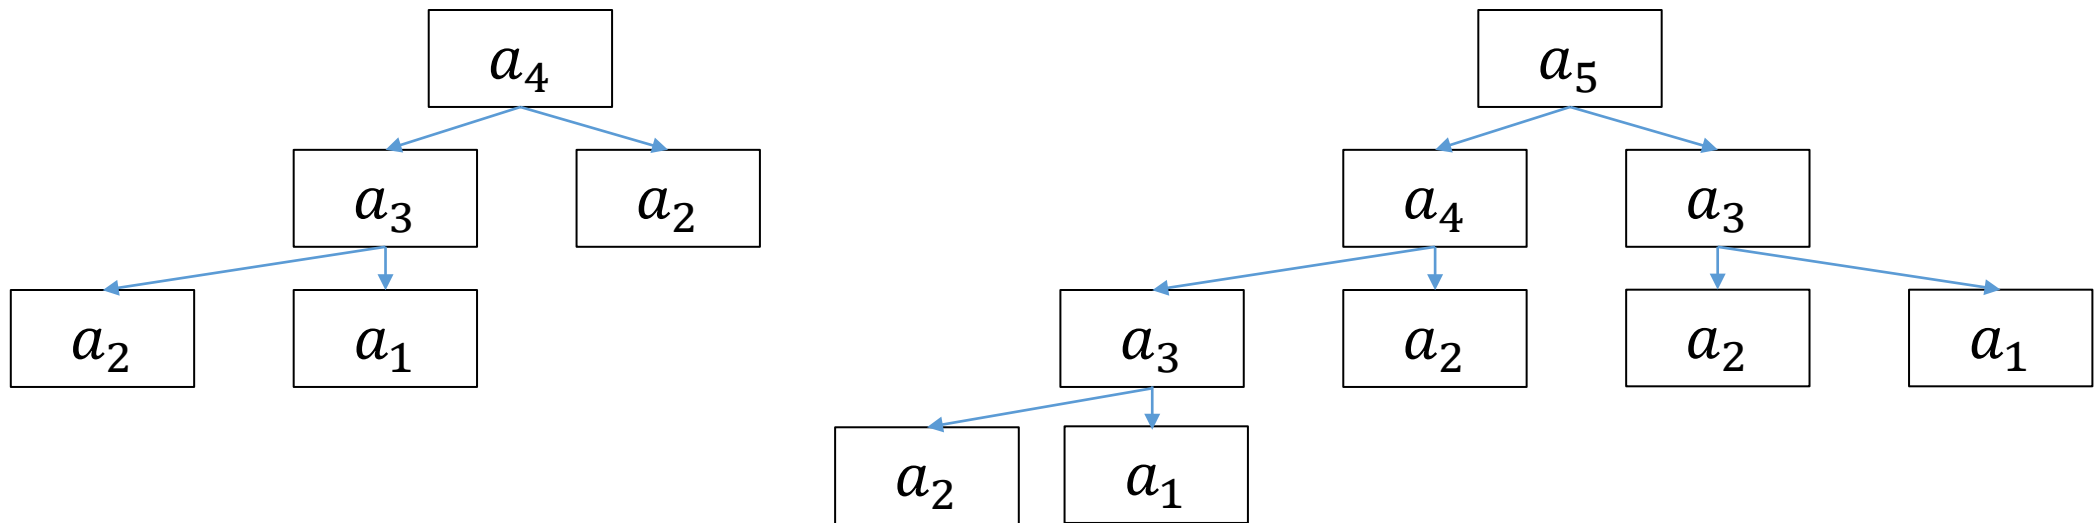 a₄
a₃ a₂
a₂ a₁
a₅
a₄ a₃
a₃ a₂ a₂ a₁
a₂ a₁